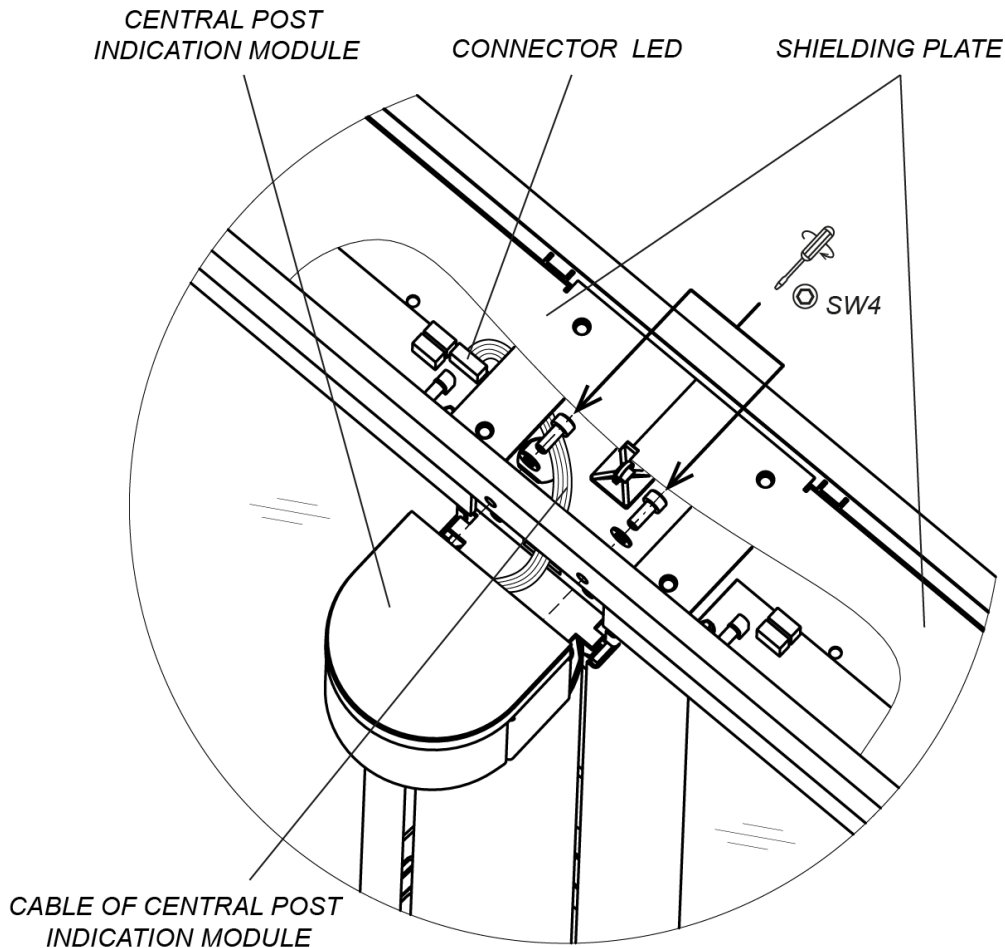 CENTRAL POST
INDICATION MODULE
CONNECTOR LED
SHIELDING PLATE
SW4
CABLE OF CENTRAL POST
INDICATION MODULE